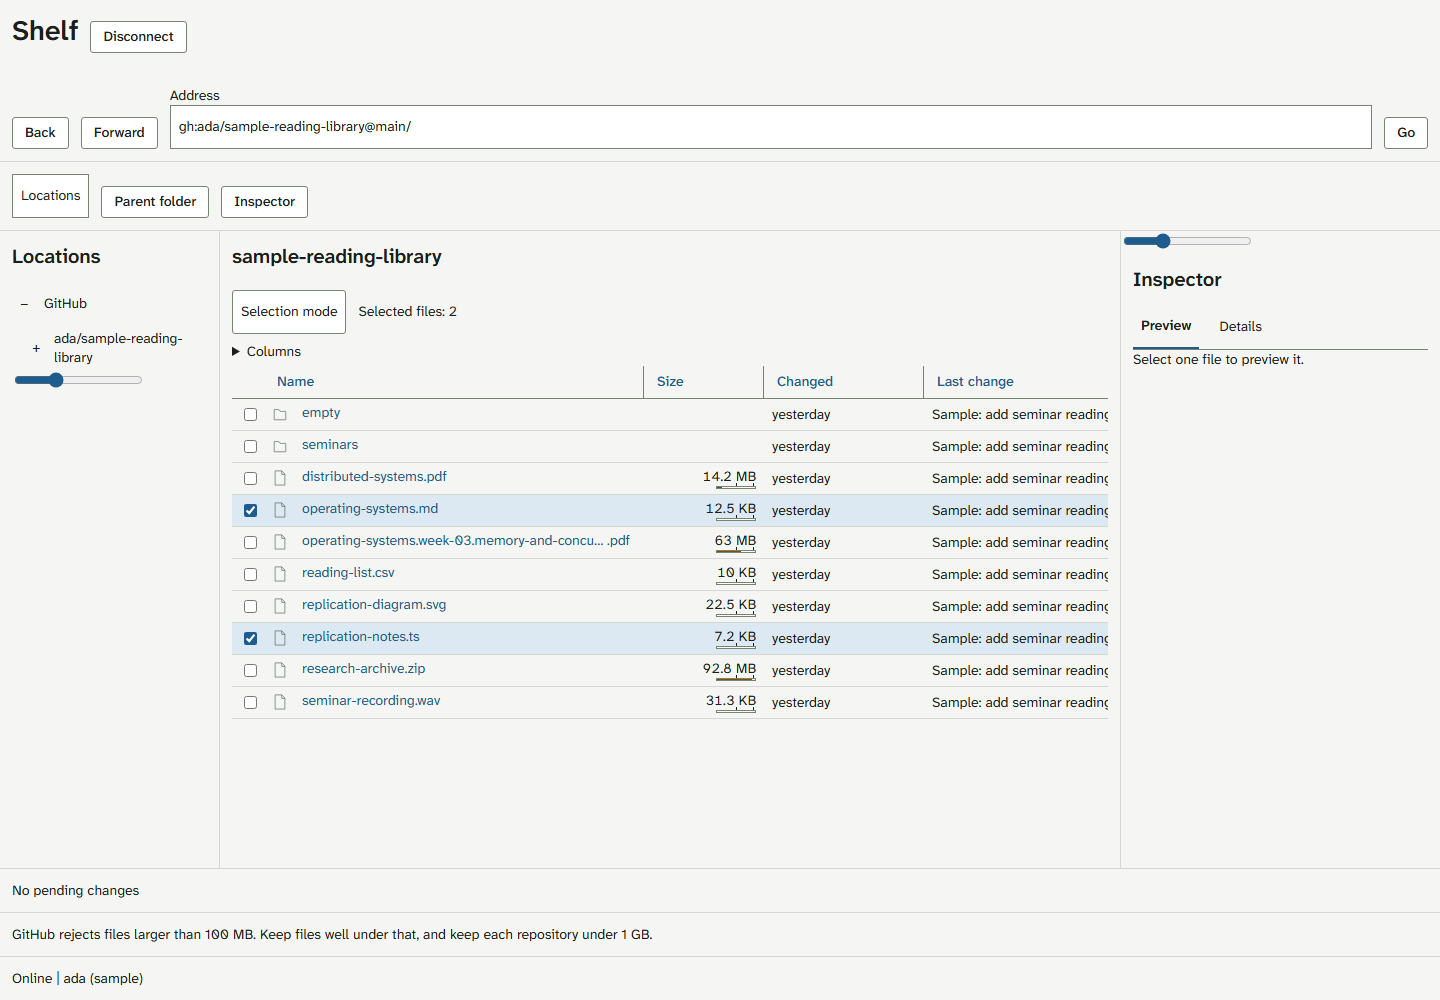 Shelf
Disconnect
Address
Back
Forward
gh:ada/sample-reading-library@main/
Go
Locations
Parent folder
Inspector
Locations
− GitHub
+ ada/sample-reading-
library
sample-reading-library
Selection mode
Selected files: 2
Columns
Name Size Changed Last change
empty yesterday Sample: add seminar reading
seminars yesterday Sample: add seminar reading
distributed-systems.pdf 14.2 MB yesterday Sample: add seminar reading
operating-systems.md 12.5 KB yesterday Sample: add seminar reading
operating-systems.week-03.memory-and-concu... .pdf 63 MB yesterday Sample: add seminar reading
reading-list.csv 10 KB yesterday Sample: add seminar reading
replication-diagram.svg 22.5 KB yesterday Sample: add seminar reading
replication-notes.ts 7.2 KB yesterday Sample: add seminar reading
research-archive.zip 92.8 MB yesterday Sample: add seminar reading
seminar-recording.wav 31.3 KB yesterday Sample: add seminar reading
Inspector
Preview Details
Select one file to preview it.
No pending changes
GitHub rejects files larger than 100 MB. Keep files well under that, and keep each repository under 1 GB.
Online | ada (sample)